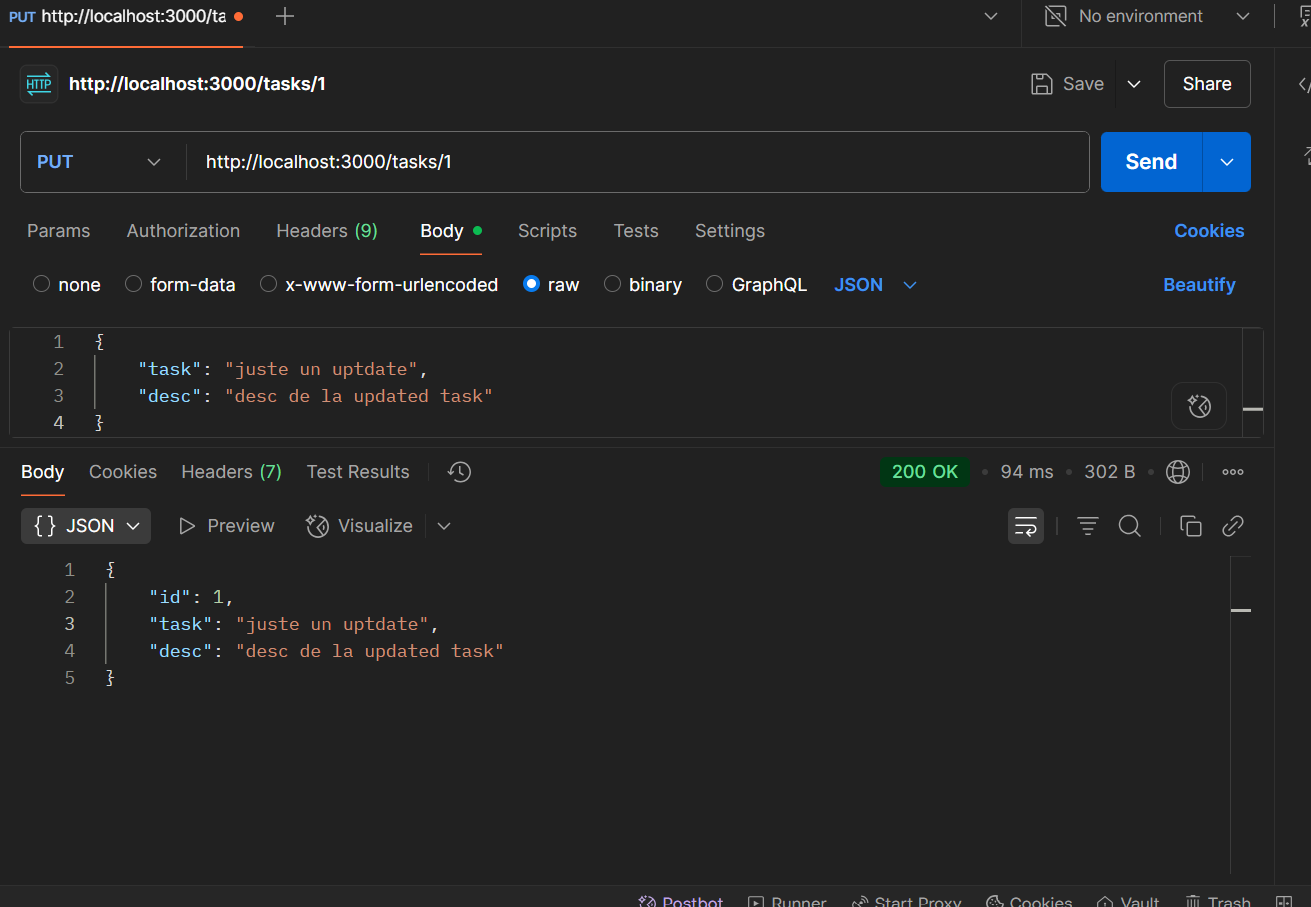 PUT http://localhost:3000/ta
No environment
HTTP http://localhost:3000/tasks/1
Save
Share
PUT http://localhost:3000/tasks/1
Send
Params Authorization Headers (9) Body Scripts Tests Settings Cookies
none form-data x-www-form-urlencoded raw binary GraphQL JSON Beautify
1 {
2 "task": "juste un uptdate",
3 "desc": "desc de la updated task"
4 }
Body Cookies Headers (7) Test Results 200 OK 94 ms 302 B
{} JSON Preview Visualize
1 {
2 "id": 1,
3 "task": "juste un uptdate",
4 "desc": "desc de la updated task"
5 }
Postbot Runner Start Proxy Cookies Vault Trash